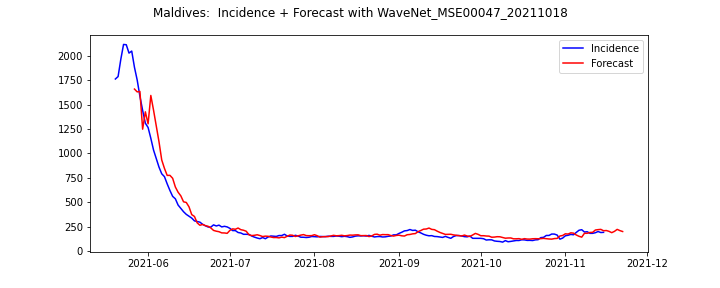 Maldives:  Incidence + Forecast with WaveNet_MSE00047_20211018
Incidence
Forecast
2000
1750
1500
1250
1000
750
500
250
0
2021-06 2021-07 2021-08 2021-09 2021-10 2021-11 2021-12